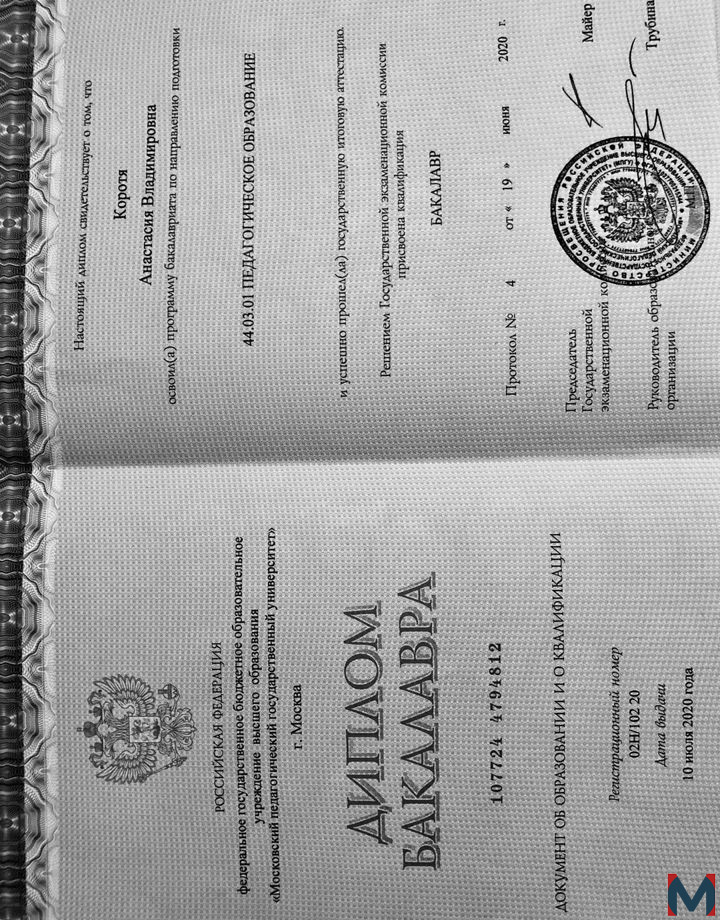 РОССИЙСКАЯ ФЕДЕРАЦИЯ
федеральное государственное бюджетное образовательное
учреждение высшего образования
«Московский педагогический государственный университет»
г. Москва
ДИПЛОМ
БАКАЛАВРА
107724 4794812
ДОКУМЕНТ ОБ ОБРАЗОВАНИИ И О КВАЛИФИКАЦИИ
Регистрационный номер
02Н/102 20
Дата выдачи
10 июля 2020 года
Настоящий диплом свидетельствует о том, что
Коротя
Анастасия Владимировна
освоил(а) программу бакалавриата по направлению подготовки
44.03.01 ПЕДАГОГИЧЕСКОЕ ОБРАЗОВАНИЕ
и успешно прошел(ла) государственную итоговую аттестацию.
Решением Государственной экзаменационной комиссии
присвоена квалификация
БАКАЛАВР
Протокол № 4 от « 19 » июня 2020 г.
Председатель
Государственной
экзаменационной Майер
Руководитель Трубина
организации
М.П.
МИНИСТЕРСТВО ПРОСВЕЩЕНИЯ РОССИЙСКОЙ ФЕДЕРАЦИИ
M